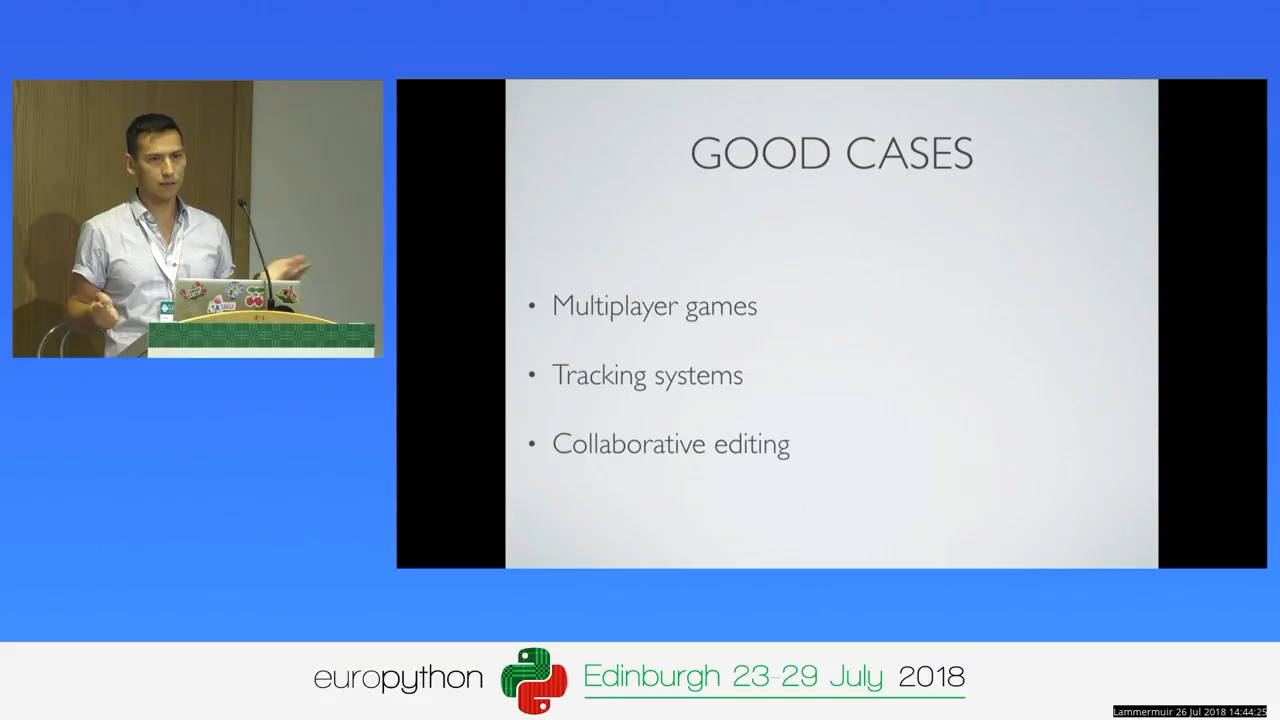 GOOD CASES
• Multiplayer games
• Tracking systems
• Collaborative editing
europython Edinburgh 23-29 July 2018
Lammermuir 26 Jul 2018 14:44:25